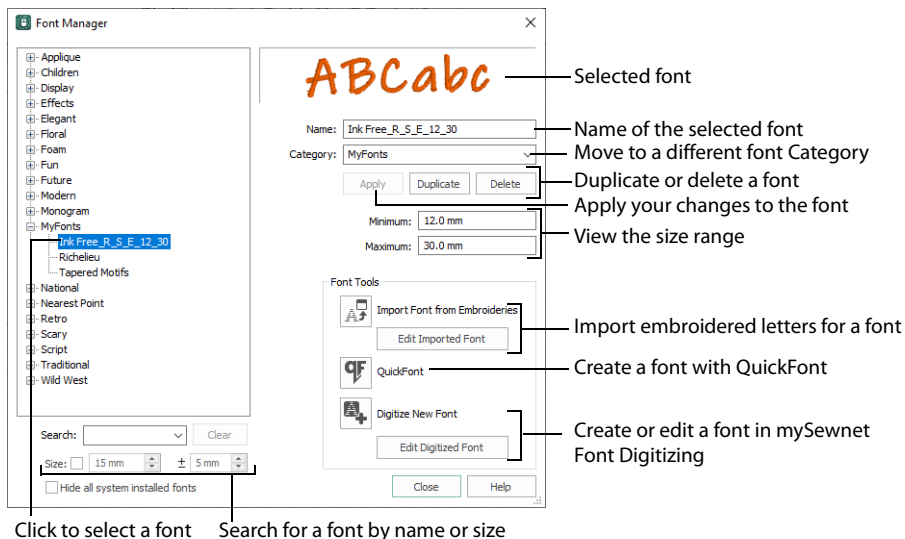 Font Manager
Applique
Children
Display
Effects
Elegant
Floral
Foam
Fun
Future
Modern
Monogram
MyFonts
Ink Free_R_S_E_12_30
Richelieu
Tapered Motifs
National
Nearest Point
Retro
Scary
Script
Traditional
Wild West
Search:
Clear
Size: 15 mm ± 5 mm
Hide all system installed fonts
ABCabc
Name: Ink Free_R_S_E_12_30
Category: MyFonts
Apply Duplicate Delete
Minimum: 12.0 mm
Maximum: 30.0 mm
Font Tools
Import Font from Embroideries
Edit Imported Font
QuickFont
Digitize New Font
Edit Digitized Font
Close Help
Selected font
Name of the selected font
Move to a different font Category
Duplicate or delete a font
Apply your changes to the font
View the size range
Import embroidered letters for a font
Create a font with QuickFont
Create or edit a font in mySewnet
Font Digitizing
Click to select a font
Search for a font by name or size